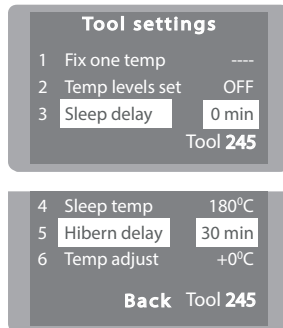 Tool settings
1 Fix one temp ----
2 Temp levels set OFF
3 Sleep delay 0 min
Tool 245
4 Sleep temp 180⁰C
5 Hibern delay 30 min
6 Temp adjust +0⁰C
Back Tool 245